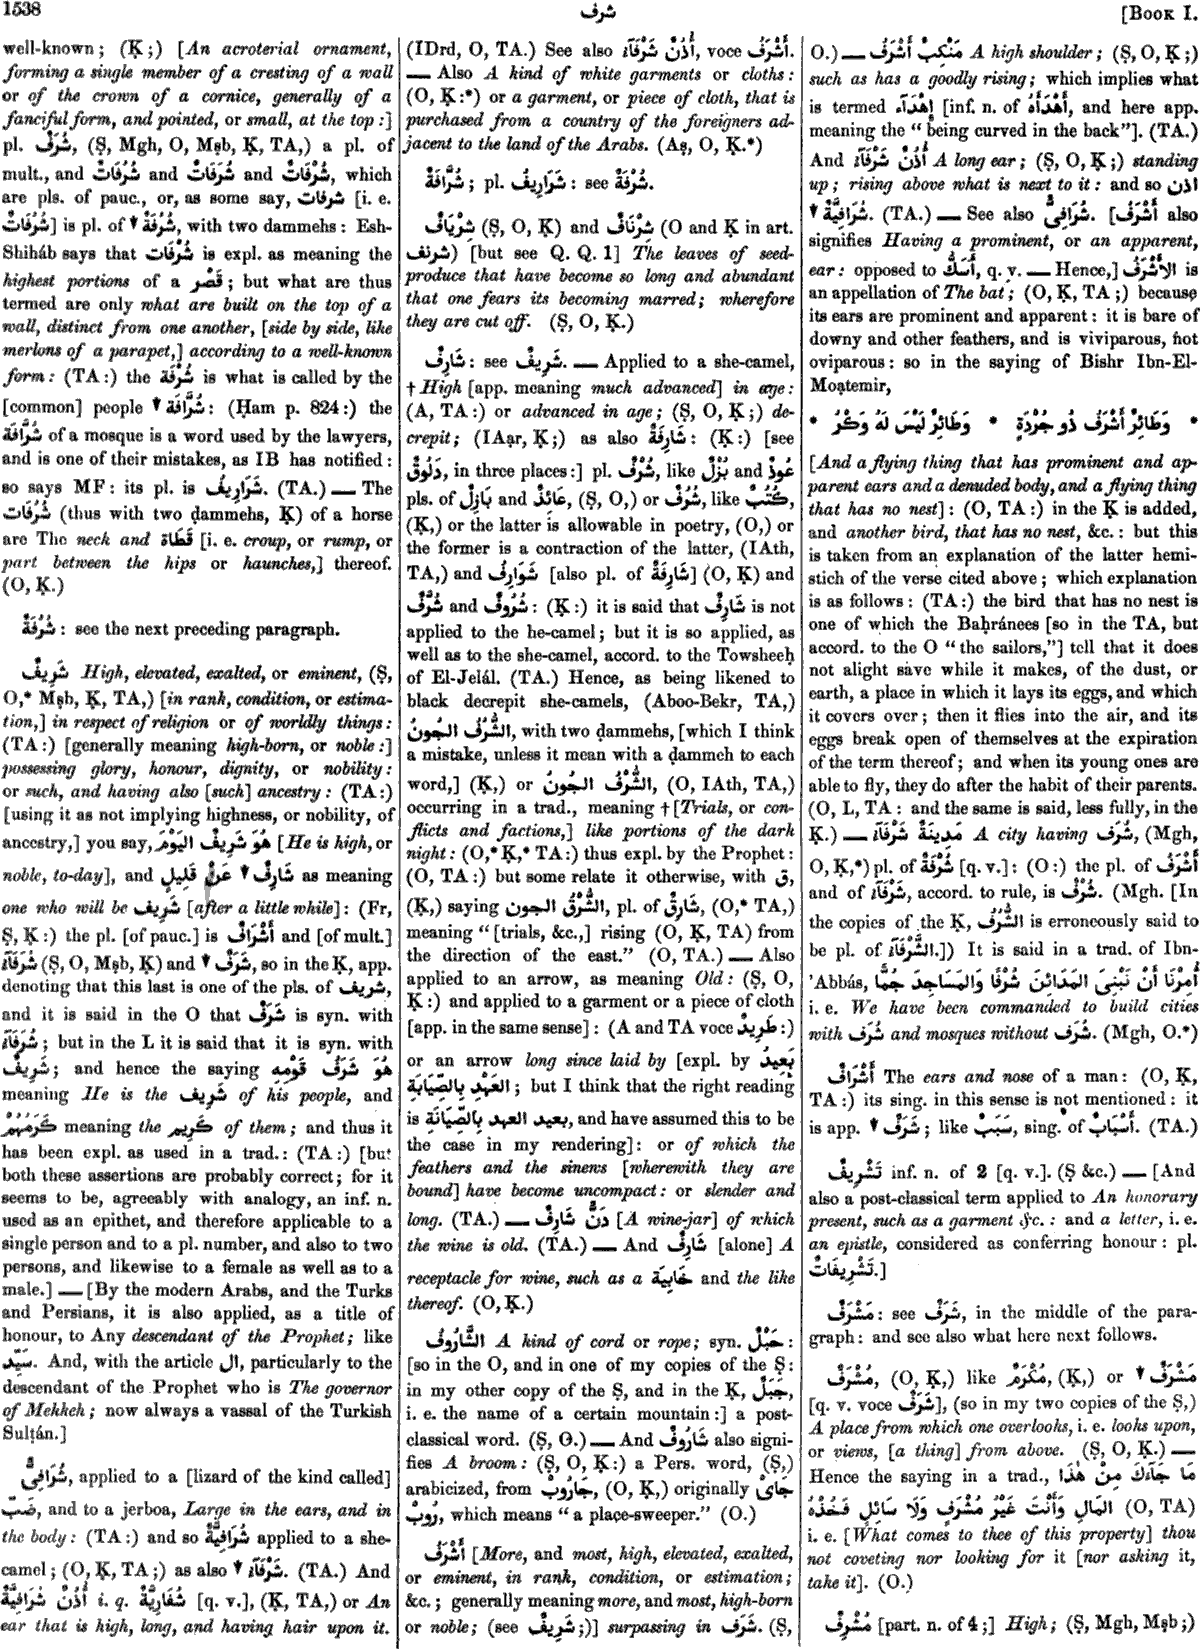 1538
شرف
[BOOK I.
well-known; (Ḳ;) [An acroterial ornament,
forming a single member of a cresting of a wall
or of the crown of a cornice, generally of a
fanciful form, and pointed, or small, at the top:]
pl. شُرَفٌ, (Ṣ, Mgh, O, Mṣb, Ḳ, TA,) a pl. of
mult., and شُرُفَاتٌ and شُرَفَاتٌ and شُرْفَاتٌ, which
are pls. of pauc., or, as some say, شرفات [i. e.
شُرُفَاتٌ] is pl. of ▼ شُرُفَةٌ, with two dammehs: Esh-
Shiháb says that شُرُفَات is expl. as meaning the
highest portions of a قَصْر; but what are thus
termed are only what are built on the top of a
wall, distinct from one another, [side by side, like
merlons of a parapet,] according to a well-known
form: (TA:) the شُرْفَة is what is called by the
[common] people ▼ شُرَّافَة: (Ḥam p. 824:) the
شُرَّافَة of a mosque is a word used by the lawyers,
and is one of their mistakes, as IB has notified:
so says MF: its pl. is شَرَارِيفُ. (TA.) — The
شُرُفَات (thus with two ḍammehs, Ḳ) of a horse
are The neck and قَطَاة [i. e. croup, or rump, or
part between the hips or haunches,] thereof.
(O, Ḳ.)
شُرُفَةٌ: see the next preceding paragraph.
شَرِيفٌ High, elevated, exalted, or eminent, (Ṣ,
O,* Mṣb, Ḳ, TA,) [in rank, condition, or estima-
tion,] in respect of religion or of worldly things:
(TA:) [generally meaning high-born, or noble:]
possessing glory, honour, dignity, or nobility:
or such, and having also [such] ancestry: (TA:)
[using it as not implying highness, or nobility, of
ancestry,] you say, هُوَ شَرِيفٌ اليَوْمَ [He is high, or
noble, to-day], and ▼ شَارِفٌ عَنْ قَلِيلٍ as meaning
one who will be شَرِيف [after a little while]: (Fr,
Ṣ, Ḳ:) the pl. [of pauc.] is أَشْرَافٌ and [of mult.]
شُرَفَآءُ (Ṣ, O, Mṣb, Ḳ) and ▼ شَرَفٌ, so in the Ḳ, app.
denoting that this last is one of the pls. of شَرِيف,
and it is said in the O that شَرَفٌ is syn. with
شُرَفَآءُ; but in the L it is said that it is syn. with
شَرِيفٌ; and hence the saying هُوَ شَرَفُ قَوْمِهِ
meaning He is the شَرِيف of his people, and
كَرَمُهُمْ meaning the كَرِيم of them; and thus it
has been expl. as used in a trad.: (TA:) [but
both these assertions are probably correct; for it
seems to be, agreeably with analogy, an inf. n.
used as an epithet, and therefore applicable to a
single person and to a pl. number, and also to two
persons, and likewise to a female as well as to a
male.] — [By the modern Arabs, and the Turks
and Persians, it is also applied, as a title of
honour, to Any descendant of the Prophet; like
سَيِّد. And, with the article ال, particularly to the
descendant of the Prophet who is The governor
of Mekkeh; now always a vassal of the Turkish
Sulṭán.]
شُرَافِىٌّ, applied to a [lizard of the kind called]
ضَبّ, and to a jerboa, Large in the ears, and in
the body: (TA:) and so شُرَافِيَّةٌ applied to a she-
camel; (O, Ḳ, TA;) as also ▼ شَرْفَآءُ. (TA.) And
أُذُنٌ شُرَافِيَّةٌ i. q. شُفَارِيَّةٌ [q. v.], (Ḳ, TA,) or An
ear that is high, long, and having hair upon it.
(IDrd, O, TA.) See also أُذُنٌ شَرْفَآءُ, voce أَشْرَفُ.
— Also A kind of white garments or cloths:
(O, Ḳ:*) or a garment, or piece of cloth, that is
purchased from a country of the foreigners ad-
jacent to the land of the Arabs. (Aṣ, O, Ḳ.*)
شُرَّافَةٌ; pl. شَرَارِيفُ: see شُرْفَةٌ.
شِرْيَافٌ (Ṣ, O, Ḳ) and شِرْنَافٌ (O and Ḳ in art.
شرنف) [but see Q. Q. 1] The leaves of seed-
produce that have become so long and abundant
that one fears its becoming marred; wherefore
they are cut off. (Ṣ, O, Ḳ.)
شَارِفٌ: see شَرِيفٌ. — Applied to a she-camel,
† High [app. meaning much advanced] in age:
(A, TA:) or advanced in age; (Ṣ, O, Ḳ;) de-
crepit; (IAạr, Ḳ;) as also شَارِفَةٌ: (Ḳ:) [see
دَلُوقٌ, in three places:] pl. شُرْفٌ, like بُزْلٌ and عُوذٌ
pls. of بَازِلٌ and عَائِذٌ, (Ṣ, O,) or شُرُفٌ, like كُتُبٌ,
(Ḳ,) or the latter is allowable in poetry, (O,) or
the former is a contraction of the latter, (IAth,
TA,) and شَوَارِفُ [also pl. of شَارِفَةٌ] (O, Ḳ) and
شُرَّفٌ and شُرُوفٌ: (Ḳ:) it is said that شَارِفٌ is not
applied to the he-camel; but it is so applied, as
well as to the she-camel, accord. to the Towsheeḥ
of El-Jelál. (TA.) Hence, as being likened to
black decrepit she-camels, (Aboo-Bekr, TA,)
الشُّرُفُ الجُونُ, with two ḍammehs, [which I think
a mistake, unless it mean with a ḍammeh to each
word,] (Ḳ,) or الشُّرْفُ الجُونُ, (O, IAth, TA,)
occurring in a trad., meaning † [Trials, or con-
flicts and factions,] like portions of the dark
night: (O,* Ḳ,* TA:) thus expl. by the Prophet:
(O, TA:) but some relate it otherwise, with ق,
(Ḳ,) saying الشُّرْقُ الجون, pl. of شَارِقٌ, (O,* TA,)
meaning “[trials, &c.,] rising (O, Ḳ, TA) from
the direction of the east.” (O, TA.) — Also
applied to an arrow, as meaning Old: (Ṣ, O,
Ḳ:) and applied to a garment or a piece of cloth
[app. in the same sense]: (A and TA voce طَرِيدٌ:)
or an arrow long since laid by [expl. by بَعِيدُ
العَهْدِ بِالصِّيَابَةِ; but I think that the right reading
is بعيد العهد بِالصِّيَانَةِ, and have assumed this to be
the case in my rendering]: or of which the
feathers and the sinews [wherewith they are
bound] have become uncompact: or slender and
long. (TA.) — دَنٌّ شَارِفٌ [A wine-jar] of which
the wine is old. (TA.) — And شَارِفٌ [alone] A
receptacle for wine, such as a خَابِيَة and the like
thereof. (O, Ḳ.)
الشَّارُوفُ A kind of cord or rope; syn. حَبْلٌ:
[so in the O, and in one of my copies of the Ṣ:
in my other copy of the Ṣ, and in the Ḳ, جَبَلٌ,
i. e. the name of a certain mountain:] a post-
classical word. (Ṣ, O.) — And شَارُوفٌ also signi-
fies A broom: (Ṣ, O, Ḳ:) a Pers. word, (Ṣ,)
arabicized, from جَارُوبْ, (O, Ḳ,) originally جَاىْ
رُوبْ, which means “a place-sweeper.” (O.)
أَشْرَفُ [More, and most, high, elevated, exalted,
or eminent, in rank, condition, or estimation;
&c.; generally meaning more, and most, high-born
or noble; (see شَرِيفٌ;)] surpassing in شَرَف. (Ṣ,
O.) — مَنْكِبٌ أَشْرَفُ A high shoulder; (Ṣ, O, Ḳ;)
such as has a goodly rising; which implies what
is termed إِهْدَآء [inf. n. of أَهْدَأَهُ, and here app.
meaning the “being curved in the back”]. (TA.)
And أُذُنٌ شَرْفَآءُ A long ear; (Ṣ, O, Ḳ;) standing
up; rising above what is next to it: and so اذن
▼ شُرَافِيَّةٌ. (TA.) — See also شُرَافِىٌّ. [أَشْرَفُ also
signifies Having a prominent, or an apparent,
ear: opposed to أَسَكُّ, q. v. — Hence,] الأَشْرَفُ is
an appellation of The bat; (O, Ḳ, TA;) because
its ears are prominent and apparent: it is bare of
downy and other feathers, and is viviparous, not
oviparous: so in the saying of Bishr Ibn-El-
Moạtemir,
* وَطَائِرٌ أَشْرَفُ ذُو جُرْدَةٍ * وَطَائِرٌ لَيْسَ لَهُ وَكْرُ *
[And a flying thing that has prominent and ap-
parent ears and a denuded body, and a flying thing
that has no nest]: (O, TA:) in the Ḳ is added,
and another bird, that has no nest, &c.: but this
is taken from an explanation of the latter hemi-
stich of the verse cited above; which explanation
is as follows: (TA:) the bird that has no nest is
one of which the Baḥránees [so in the TA, but
accord. to the O “the sailors,”] tell that it does
not alight save while it makes, of the dust, or
earth, a place in which it lays its eggs, and which
it covers over; then it flies into the air, and its
eggs break open of themselves at the expiration
of the term thereof; and when its young ones are
able to fly, they do after the habit of their parents.
(O, L, TA: and the same is said, less fully, in the
Ḳ.) — مَدِينَةٌ شَرْفَآءُ A city having شُرَف, (Mgh,
O, Ḳ,*) pl. of شُرْفَةٌ [q. v.]: (O:) the pl. of أَشْرَفُ
and of شَرْفَآءُ, accord. to rule, is شُرْفٌ. (Mgh. [In
the copies of the Ḳ, الشُّرَفُ is erroneously said to
be pl. of الشَّرْفَآءُ.]) It is said in a trad. of Ibn-
’Abbás, أُمِرْنَا أَنْ نَبْنِىَ المَدَائِنَ شُرْفًا وَالمَسَاجِدَ جُمًّا
i. e. We have been commanded to build cities
with شُرَف and mosques without شُرَف. (Mgh, O.*)
أَشْرَافٌ The ears and nose of a man: (O, Ḳ,
TA:) its sing. in this sense is not mentioned: it
is app. ▼ شَرَفٌ; like سَبَبٌ, sing. of أَسْبَابٌ. (TA.)
تَشْرِيفٌ inf. n. of 2 [q. v.]. (Ṣ &c.) — [And
also a post-classical term applied to An honorary
present, such as a garment &c.: and a letter, i. e.
an epistle, considered as conferring honour: pl.
تَشْرِيفَاتٌ.]
مَشْرَفٌ: see شَرَفٌ, in the middle of the para-
graph: and see also what here next follows.
مُشْرَفٌ, (O, Ḳ,) like مُكْرَمٌ, (Ḳ,) or ▼ مَشْرَفٌ
[q. v. voce شَرَفٌ], (so in my two copies of the Ṣ,)
A place from which one overlooks, i. e. looks upon,
or views, [a thing] from above. (Ṣ, O, Ḳ.) —
Hence the saying in a trad., مَا جَآءَكَ مِنْ هٰذَا
المَالِ وَأَنْتَ غَيْرُ مُشْرِفٍ وَلَا سَائِلٍ فَخُذْهُ (O, TA)
i. e. [What comes to thee of this property] thou
not coveting nor looking for it [nor asking it,
take it]. (O.)
مُشْرِفٌ [part. n. of 4;] High; (Ṣ, Mgh, Mṣb;)